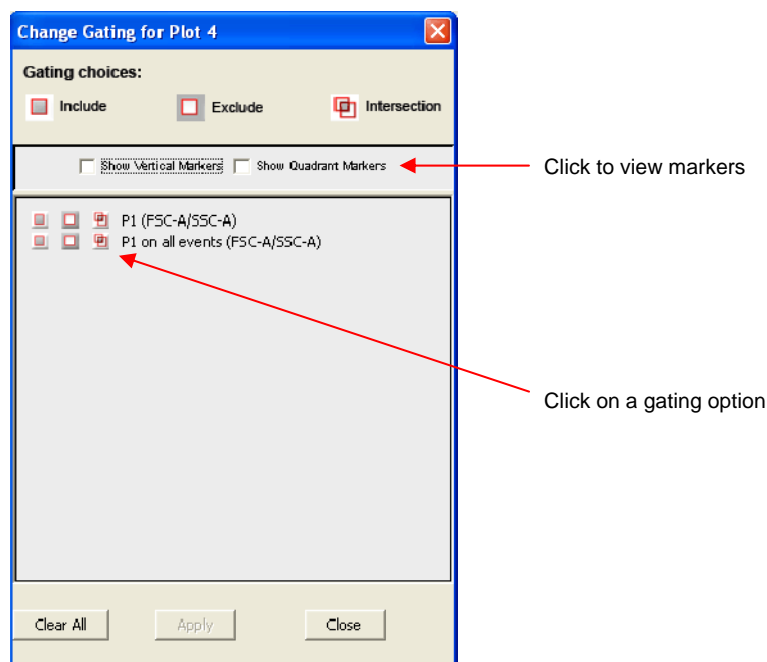 Change Gating for Plot 4
Gating choices:
Include Exclude Intersection
Show Vertical Markers Show Quadrant Markers
Click to view markers
P1 (FSC-A/SSC-A)
P1 on all events (FSC-A/SSC-A)
Click on a gating option
Clear All Apply Close